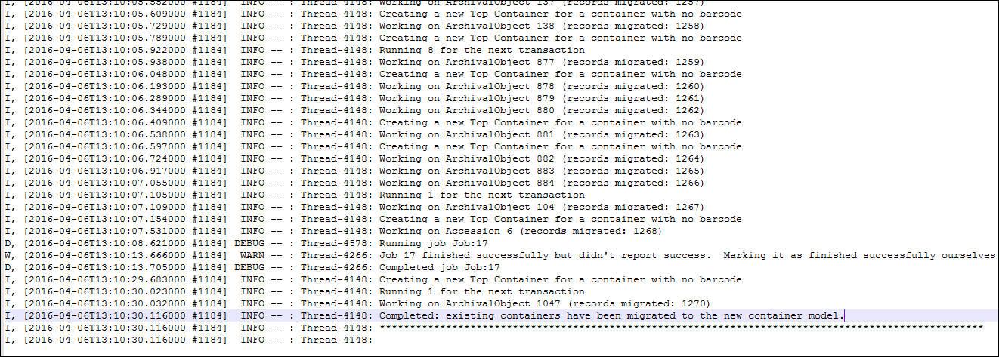 I, [2016-04-06T13:10:05.552000 #1184]  INFO -- : Thread-4148: Working on ArchivalObject 137 (records migrated: 1257)
I, [2016-04-06T13:10:05.609000 #1184]  INFO -- : Thread-4148: Creating a new Top Container for a container with no barcode
I, [2016-04-06T13:10:05.729000 #1184]  INFO -- : Thread-4148: Working on ArchivalObject 138 (records migrated: 1258)
I, [2016-04-06T13:10:05.789000 #1184]  INFO -- : Thread-4148: Creating a new Top Container for a container with no barcode
I, [2016-04-06T13:10:05.922000 #1184]  INFO -- : Thread-4148: Running 8 for the next transaction
I, [2016-04-06T13:10:05.938000 #1184]  INFO -- : Thread-4148: Working on ArchivalObject 877 (records migrated: 1259)
I, [2016-04-06T13:10:06.048000 #1184]  INFO -- : Thread-4148: Creating a new Top Container for a container with no barcode
I, [2016-04-06T13:10:06.193000 #1184]  INFO -- : Thread-4148: Working on ArchivalObject 878 (records migrated: 1260)
I, [2016-04-06T13:10:06.289000 #1184]  INFO -- : Thread-4148: Working on ArchivalObject 879 (records migrated: 1261)
I, [2016-04-06T13:10:06.344000 #1184]  INFO -- : Thread-4148: Working on ArchivalObject 880 (records migrated: 1262)
I, [2016-04-06T13:10:06.409000 #1184]  INFO -- : Thread-4148: Creating a new Top Container for a container with no barcode
I, [2016-04-06T13:10:06.538000 #1184]  INFO -- : Thread-4148: Working on ArchivalObject 881 (records migrated: 1263)
I, [2016-04-06T13:10:06.597000 #1184]  INFO -- : Thread-4148: Creating a new Top Container for a container with no barcode
I, [2016-04-06T13:10:06.724000 #1184]  INFO -- : Thread-4148: Working on ArchivalObject 882 (records migrated: 1264)
I, [2016-04-06T13:10:06.917000 #1184]  INFO -- : Thread-4148: Working on ArchivalObject 883 (records migrated: 1265)
I, [2016-04-06T13:10:07.055000 #1184]  INFO -- : Thread-4148: Working on ArchivalObject 884 (records migrated: 1266)
I, [2016-04-06T13:10:07.105000 #1184]  INFO -- : Thread-4148: Running 1 for the next transaction
I, [2016-04-06T13:10:07.109000 #1184]  INFO -- : Thread-4148: Working on ArchivalObject 104 (records migrated: 1267)
I, [2016-04-06T13:10:07.154000 #1184]  INFO -- : Thread-4148: Creating a new Top Container for a container with no barcode
I, [2016-04-06T13:10:07.531000 #1184]  INFO -- : Thread-4148: Working on Accession 6 (records migrated: 1268)
D, [2016-04-06T13:10:08.621000 #1184] DEBUG -- : Thread-4578: Running job Job:17
W, [2016-04-06T13:10:13.666000 #1184]  WARN -- : Thread-4266: Job 17 finished successfully but didn't report success.  Marking it as finished successfully ourselves
D, [2016-04-06T13:10:13.705000 #1184] DEBUG -- : Thread-4266: Completed job Job:17
I, [2016-04-06T13:10:29.683000 #1184]  INFO -- : Thread-4148: Creating a new Top Container for a container with no barcode
I, [2016-04-06T13:10:30.023000 #1184]  INFO -- : Thread-4148: Running 1 for the next transaction
I, [2016-04-06T13:10:30.032000 #1184]  INFO -- : Thread-4148: Working on ArchivalObject 1047 (records migrated: 1270)
I, [2016-04-06T13:10:30.116000 #1184]  INFO -- : Thread-4148: Completed: existing containers have been migrated to the new container model.
I, [2016-04-06T13:10:30.116000 #1184]  INFO -- : Thread-4148: ****************************************************************************************************
I, [2016-04-06T13:10:30.116000 #1184]  INFO -- : Thread-4148: